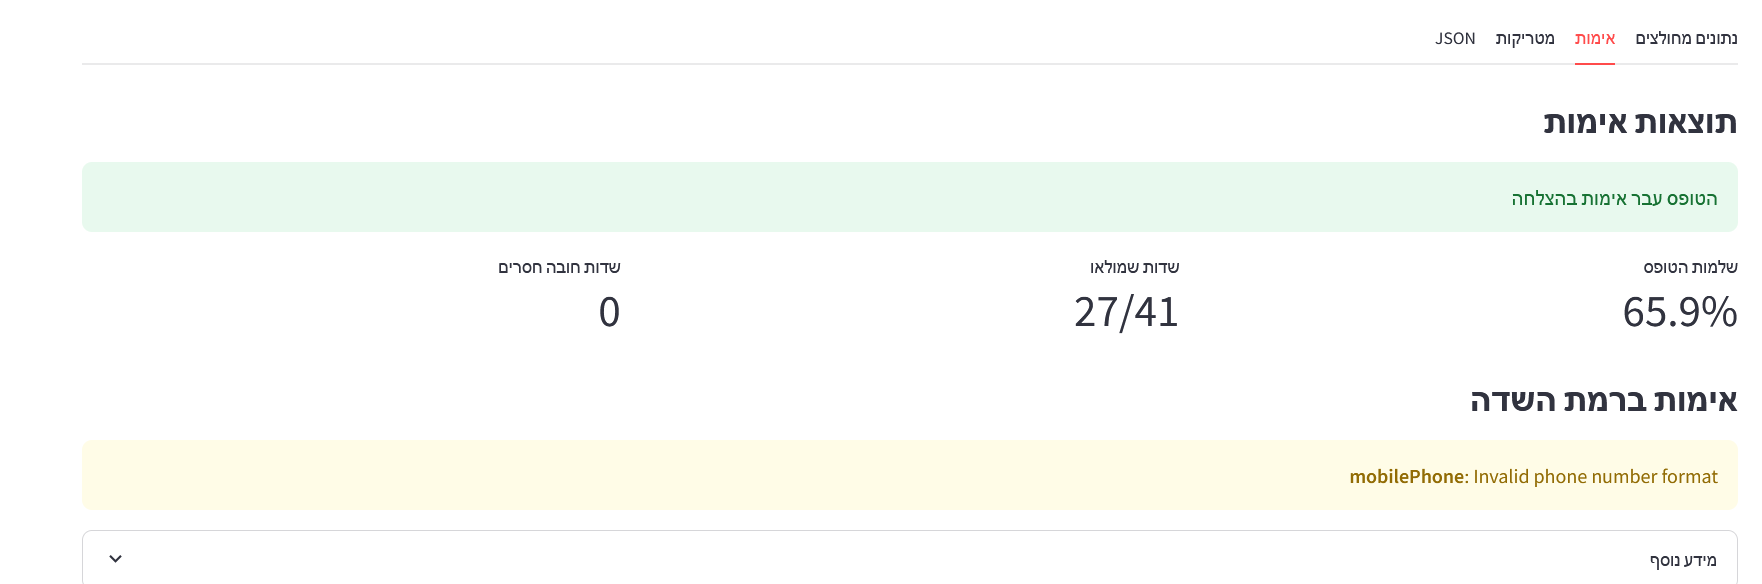 נתונים מחולצים
אימות
מטריקות
JSON
תוצאות אימות
הטופס עבר אימות בהצלחה
שלמות הטופס
65.9%
שדות שמולאו
27/41
שדות חובה חסרים
0
אימות ברמת השדה
mobilePhone: Invalid phone number format
מידע נוסף